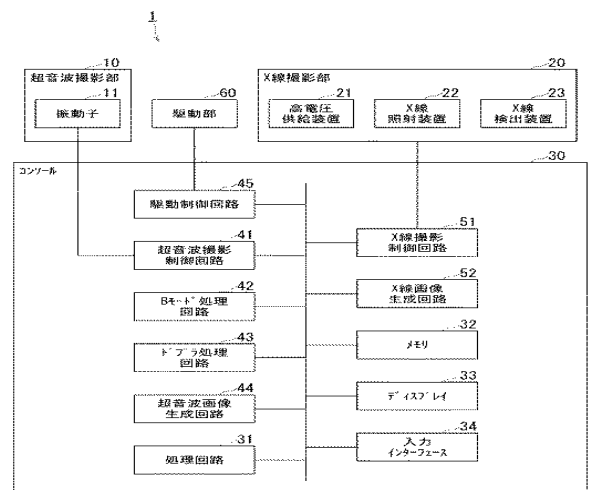 1
10
超音波撮影部
11
振動子
60
駆動部
20
X線撮影部
21
高電圧
供給装置
22
X線
照射装置
23
X線
検出装置
30
コンソール
45
駆動制御回路
41
超音波撮影
制御回路
42
Bモード処理
回路
43
ドプラ処理
回路
44
超音波画像
生成回路
31
処理回路
51
X線撮影
制御回路
52
X線画像
生成回路
32
メモリ
33
ディスプレイ
34
入力
インターフェース